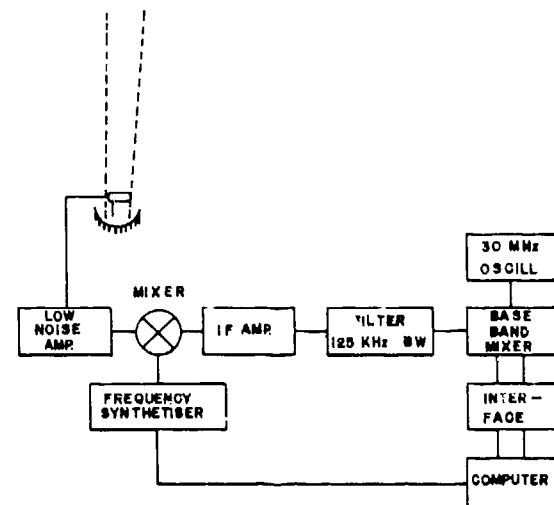 30 MHz
OSCILL
MIXER
LOW
NOISE
AMP.
IF AMP.
FILTER
125 KHz BW
BASE
BAND
MIXER
FREQUENCY
SYNTHETISER
INTER-
FACE
COMPUTER